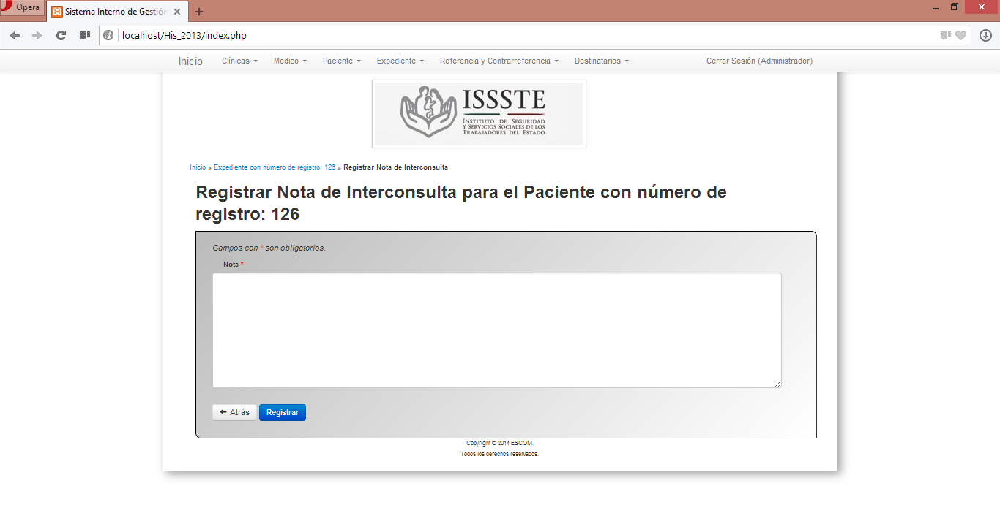 Opera
Sistema Interno de Gestión
localhost/His_2013/index.php
Inicio Clínicas Medico Paciente Expediente Referencia y Contrarreferencia Destinatarios Cerrar Sesión (Administrador)
ISSSTE
INSTITUTO DE SEGURIDAD
Y SERVICIOS SOCIALES DE LOS
TRABAJADORES DEL ESTADO
Inicio » Expediente con número de registro: 126 » Registrar Nota de Interconsulta
Registrar Nota de Interconsulta para el Paciente con número de
registro: 126
Campos con * son obligatorios.
Nota *
Atrás Registrar
Copyright © 2014 ESCOM.
Todos los derechos reservados.